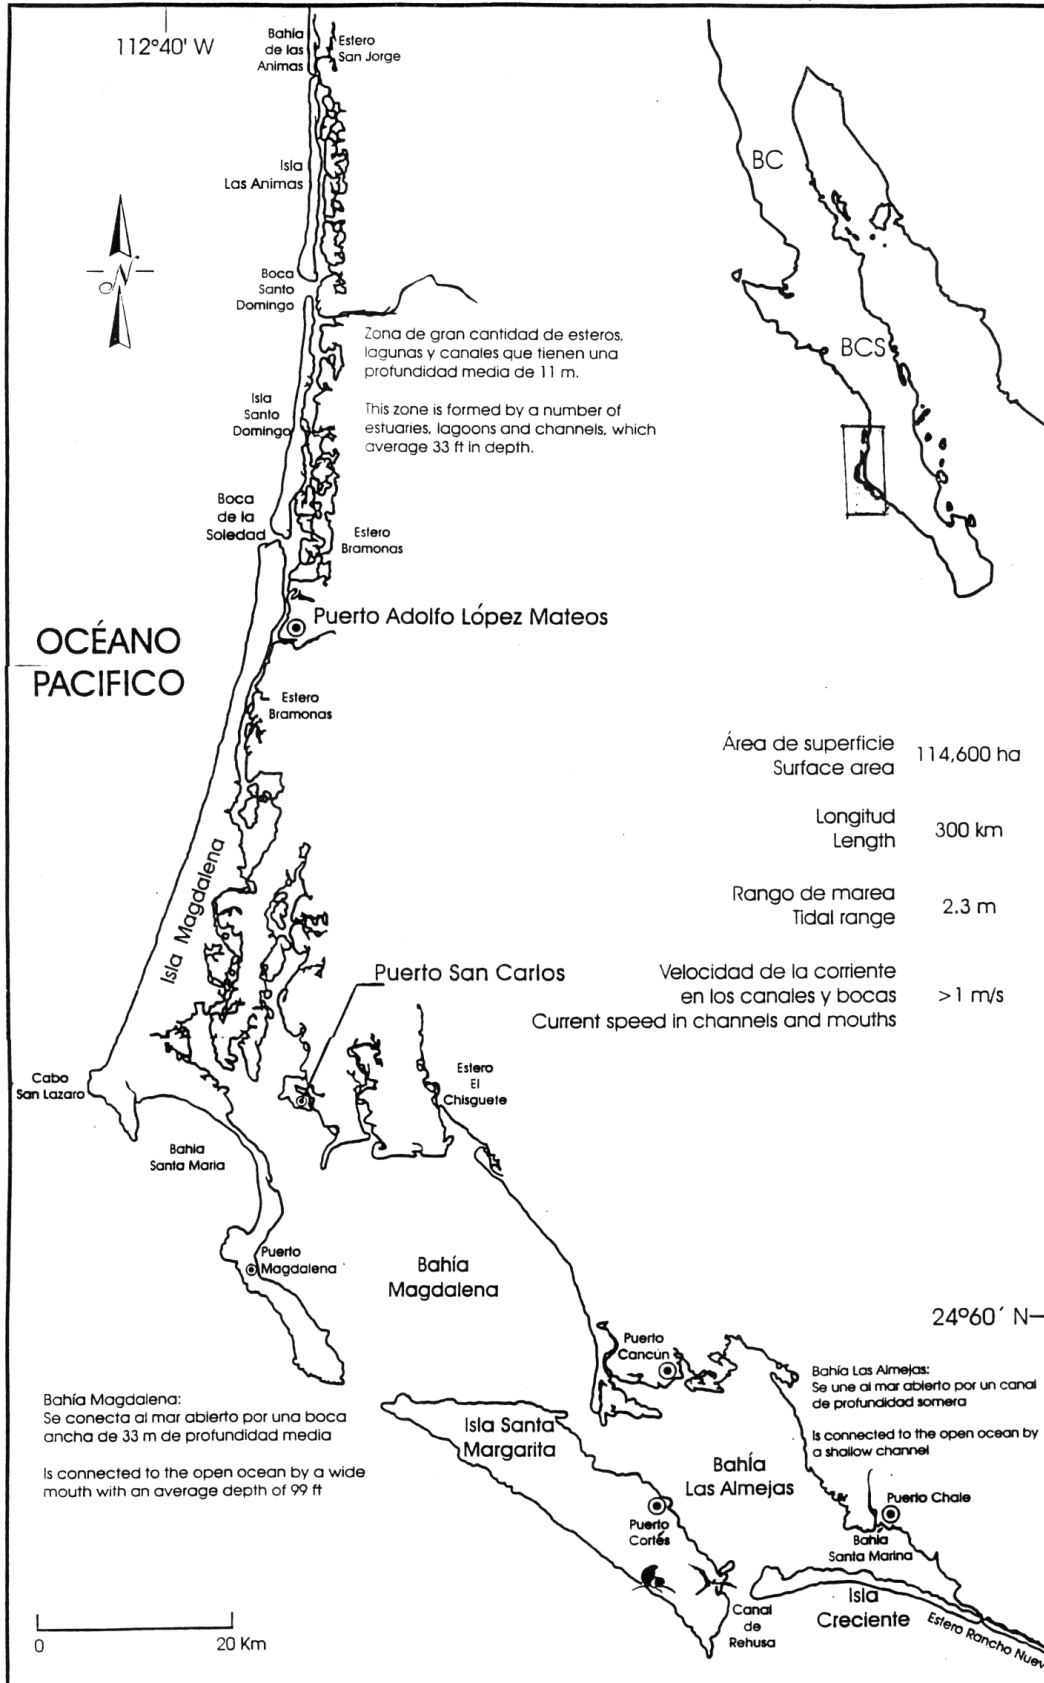 112°40' W
Bahía
de las
Animas
Estero
San Jorge
Isla
Las Animas
BC
N
Boca
Santo
Domingo
Zona de gran cantidad de esteros,
lagunas y canales que tienen una
profundidad media de 11 m.
BCS
Isla
Santo
Domingo
This zone is formed by a number of
estuaries, lagoons and channels, which
average 33 ft in depth.
Boca
de la
Soledad
Estero
Bramonas
Puerto Adolfo López Mateos
OCÉANO
PACIFICO
Estero
Bramonas
Área de superficie
Surface area
114,600 ha
Longitud
Length
300 km
Isla Magdalena
Rango de marea
Tidal range
2.3 m
Puerto San Carlos
Velocidad de la corriente
en los canales y bocas
Current speed in channels and mouths
>1 m/s
Cabo
San Lazaro
Estero
El
Chisguete
Bahia
Santa Maria
Puerto
Magdalena
Bahía
Magdalena
24º60´ N
Puerto
Cancún
Bahía Las Almejas:
Se une al mar abierto por un canal
de profundidad somera
Is connected to the open ocean by
a shallow channel
Bahía Magdalena:
Se conecta al mar abierto por una boca
ancha de 33 m de profundidad media
Is connected to the open ocean by a wide
mouth with an average depth of 99 ft
Isla Santa
Margarita
Bahía
Las Almejas
Puerto Chale
Puerto
Cortés
Bahía
Santa Marina
Isla
Creciente
Canal
de
Rehusa
Estero Rancho Nuev
0
20 Km